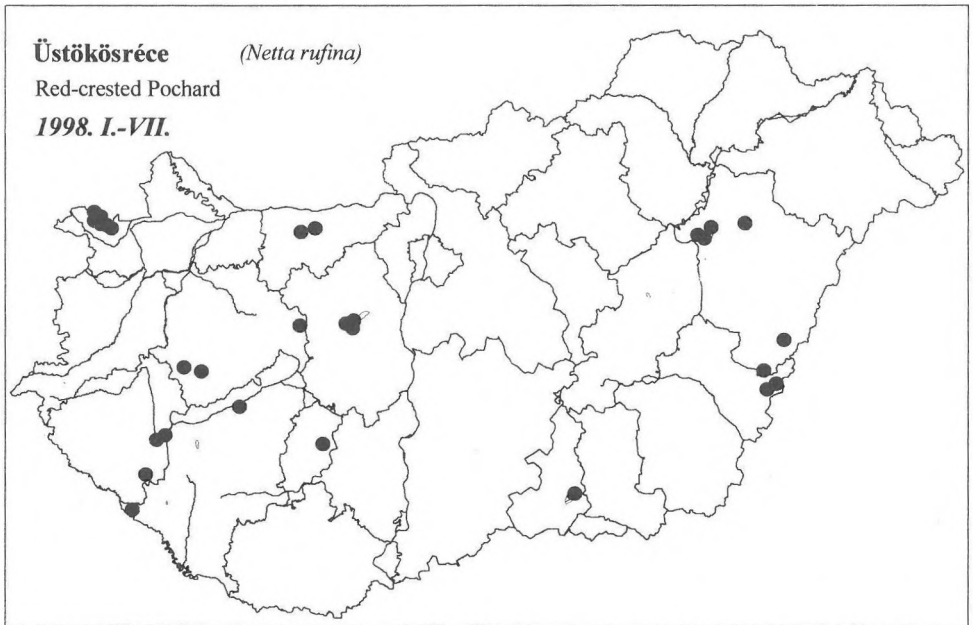 Üstökösréce (Netta rufina)
Red-crested Pochard
1998. I.-VII.